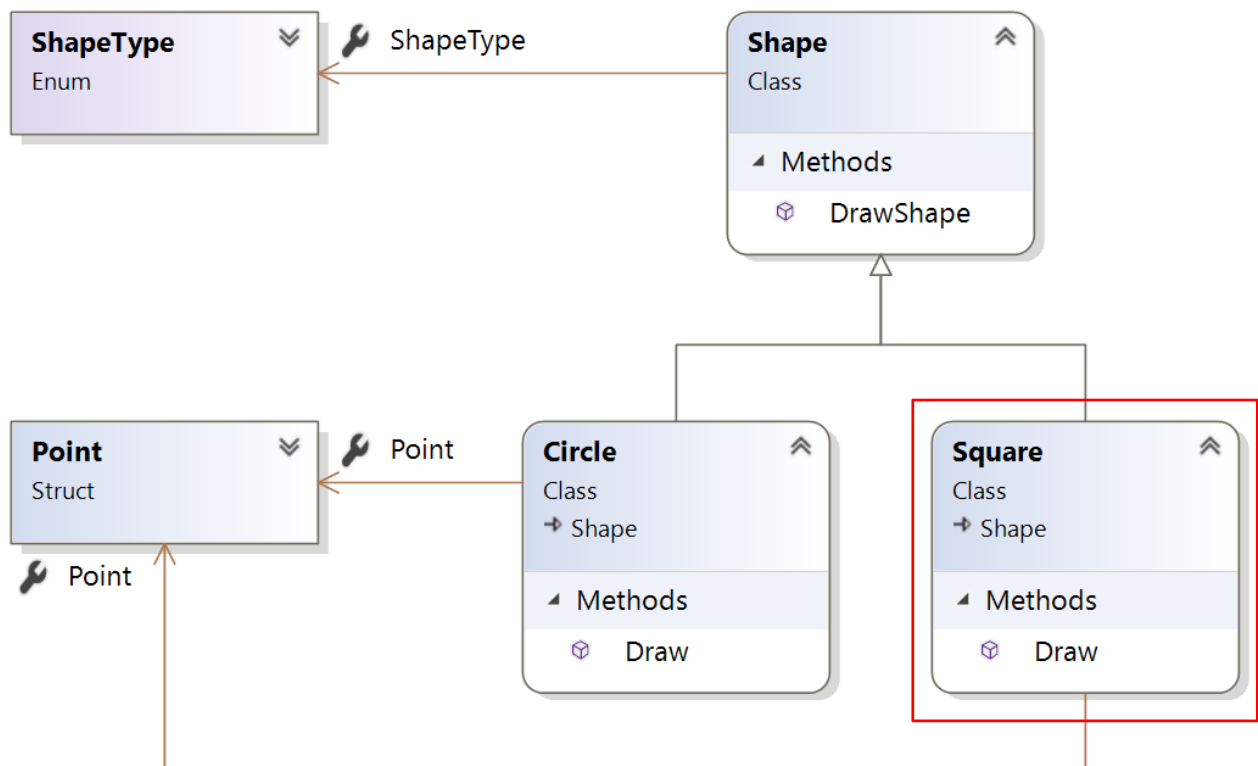 ShapeType
Enum
ShapeType
Shape
Class
Methods
DrawShape
Point
Struct
Point
Point
Circle
Class
Shape
Methods
Draw
Square
Class
Shape
Methods
Draw